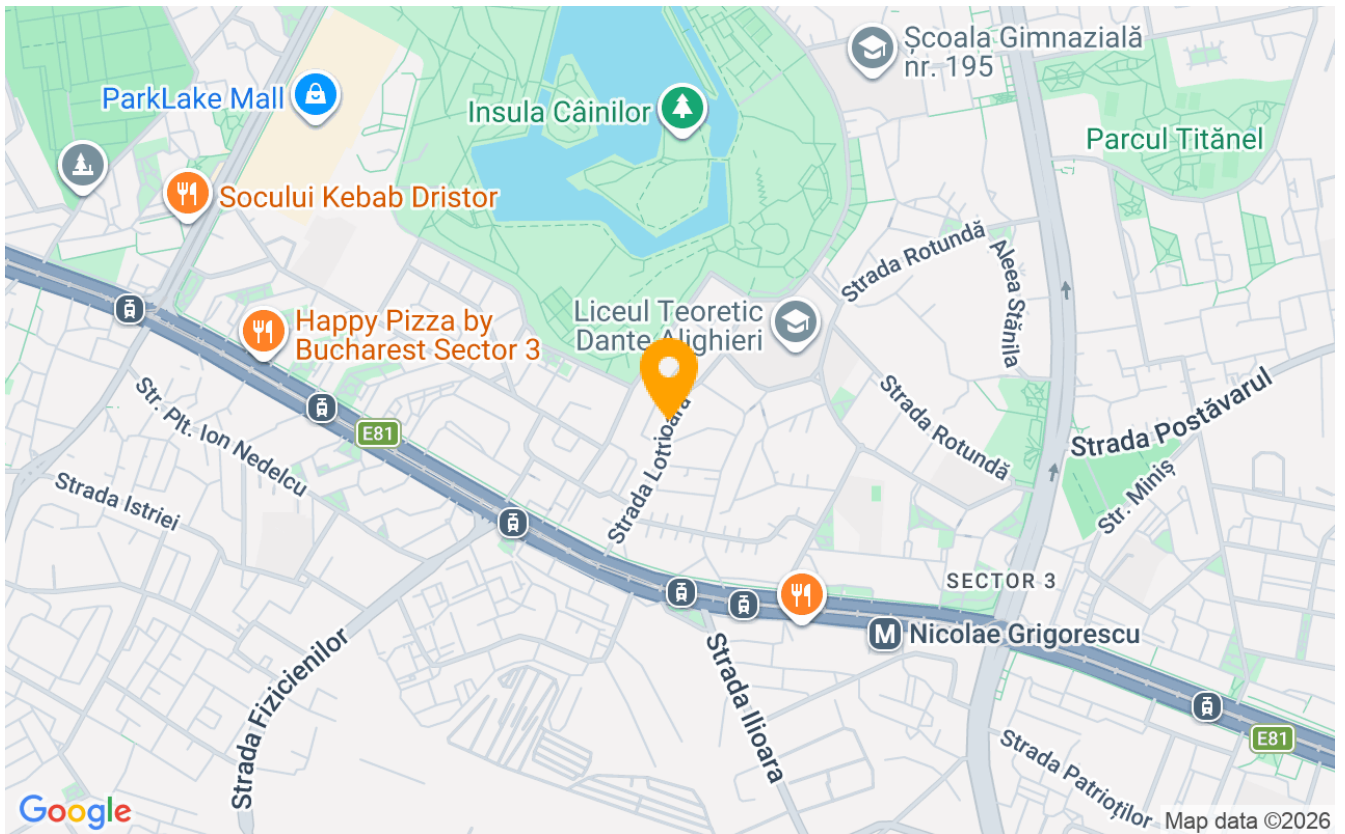 Școala Gimnazială
nr. 195
ParkLake Mall
Insula Câinilor
Parcul Titănel
Socului Kebab Dristor
Strada Rotundă
Aleea Stănila
Liceul Teoretic
Dante Alighieri
Happy Pizza by
Bucharest Sector 3
Str. Plt. Ion Nedelcu
E81
Strada Lotrioara
Strada Rotundă
Strada Postăvarul
Strada Istriei
Str. Miniș
SECTOR 3
M Nicolae Grigorescu
Strada Fizicienilor
Strada Ilioara
E81
Strada Patrioților
Google
Map data ©2026